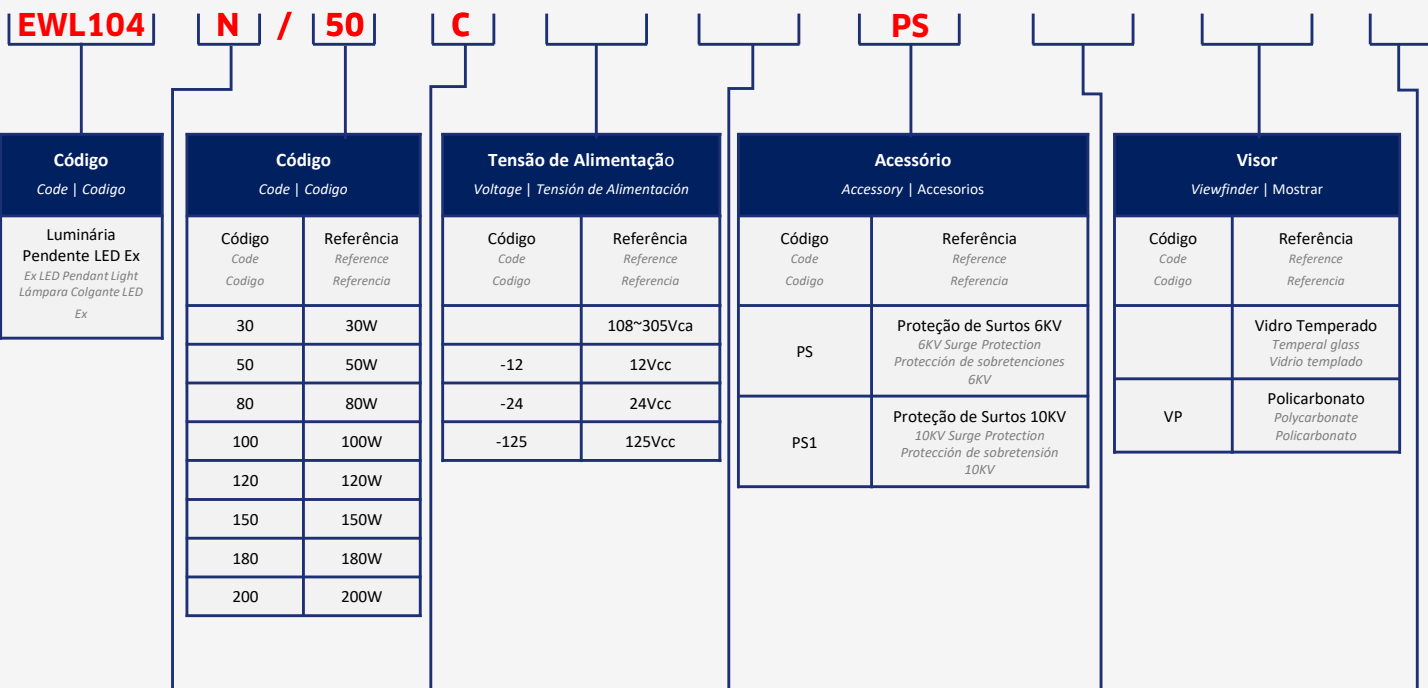 EWL104 N / 50 C PS
Código
Code | Codigo
Luminária
Pendente LED Ex
Ex LED Pendant Light
Lámpara Colgante LED
Ex
Código
Code | Codigo
Código Referência
Code Reference
Codigo Referencia
30 30W
50 50W
80 80W
100 100W
120 120W
150 150W
180 180W
200 200W
Tensão de Alimentação
Voltage | Tensión de Alimentación
Código Referência
Code Reference
Codigo Referencia
108~305Vca
-12 12Vcc
-24 24Vcc
-125 125Vcc
Acessório
Accessory | Accesorios
Código Referência
Code Reference
Codigo Referencia
PS Proteção de Surtos 6KV
6KV Surge Protection
Protección de sobretenciones
6KV
PS1 Proteção de Surtos 10KV
10KV Surge Protection
Protección de sobretensión
10KV
Visor
Viewfinder | Mostrar
Código Referência
Code Reference
Codigo Referencia
Vidro Temperado
Temperal glass
Vidrio templado
VP Policarbonato
Polycarbonate
Policarbonato